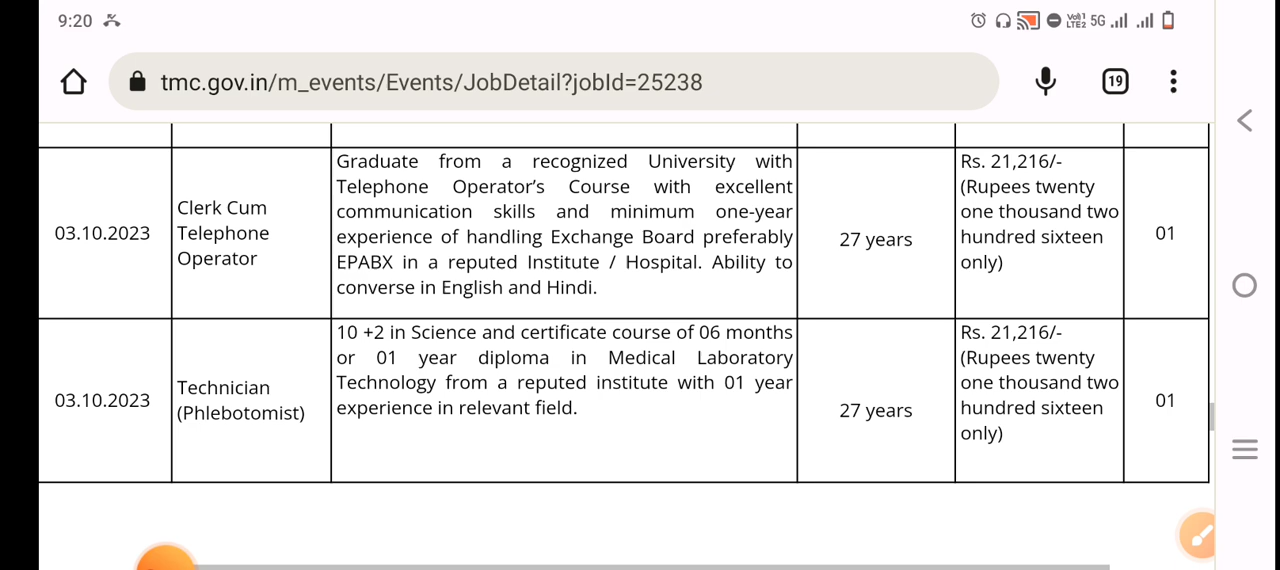 9:20
Vo)) 1
LTE2 5G
tmc.gov.in/m_events/Events/JobDetail?jobId=25238
19
03.10.2023
Clerk Cum
Telephone
Operator
Graduate from a recognized University with
Telephone Operator's Course with excellent
communication skills and minimum one-year
experience of handling Exchange Board preferably
EPABX in a reputed Institute / Hospital. Ability to
converse in English and Hindi.
27 years
Rs. 21,216/-
(Rupees twenty
one thousand two
hundred sixteen
only)
01
03.10.2023
Technician
(Phlebotomist)
10 +2 in Science and certificate course of 06 months
or 01 year diploma in Medical Laboratory
Technology from a reputed institute with 01 year
experience in relevant field.
27 years
Rs. 21,216/-
(Rupees twenty
one thousand two
hundred sixteen
only)
01